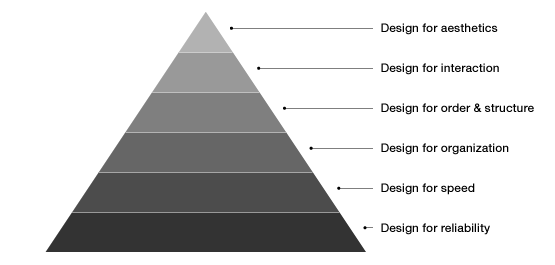 Design for aesthetics
Design for interaction
Design for order & structure
Design for organization
Design for speed
Design for reliability